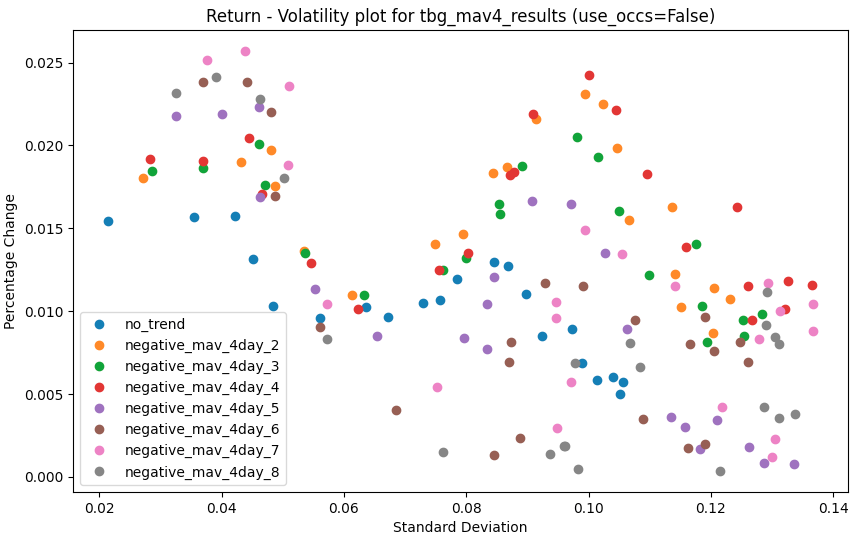 Return - Volatility plot for tbg_mav4_results (use_occs=False)
Percentage Change
0.025
0.020
0.015
0.010
0.005
0.000
no_trend
negative_mav_4day_2
negative_mav_4day_3
negative_mav_4day_4
negative_mav_4day_5
negative_mav_4day_6
negative_mav_4day_7
negative_mav_4day_8
0.02 0.04 0.06 0.08 0.10 0.12 0.14
Standard Deviation